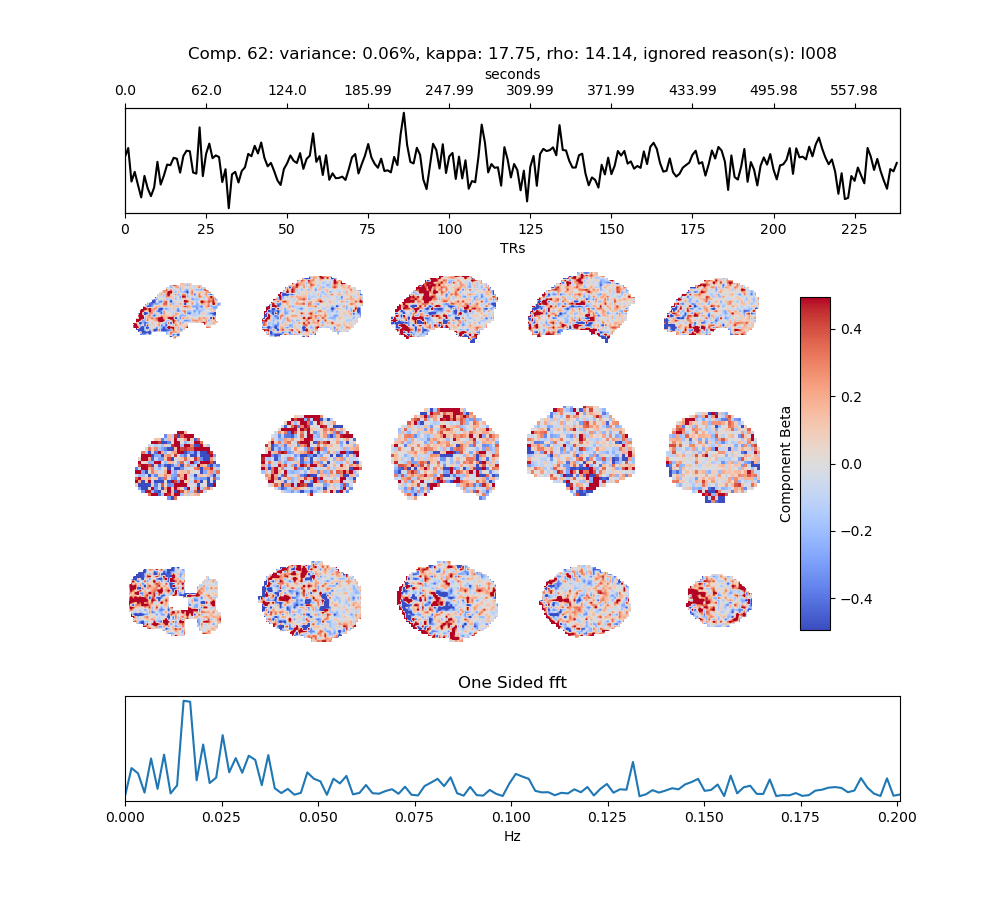 Comp. 62: variance: 0.06%, kappa: 17.75, rho: 14.14, ignored reason(s): I008
seconds
0.0 62.0 124.0 185.99 247.99 309.99 371.99 433.99 495.98 557.98
0 25 50 75 100 125 150 175 200 225
TRs
0.4
0.2
0.0
−0.2
−0.4
Component Beta
One Sided fft
0.000 0.025 0.050 0.075 0.100 0.125 0.150 0.175 0.200
Hz